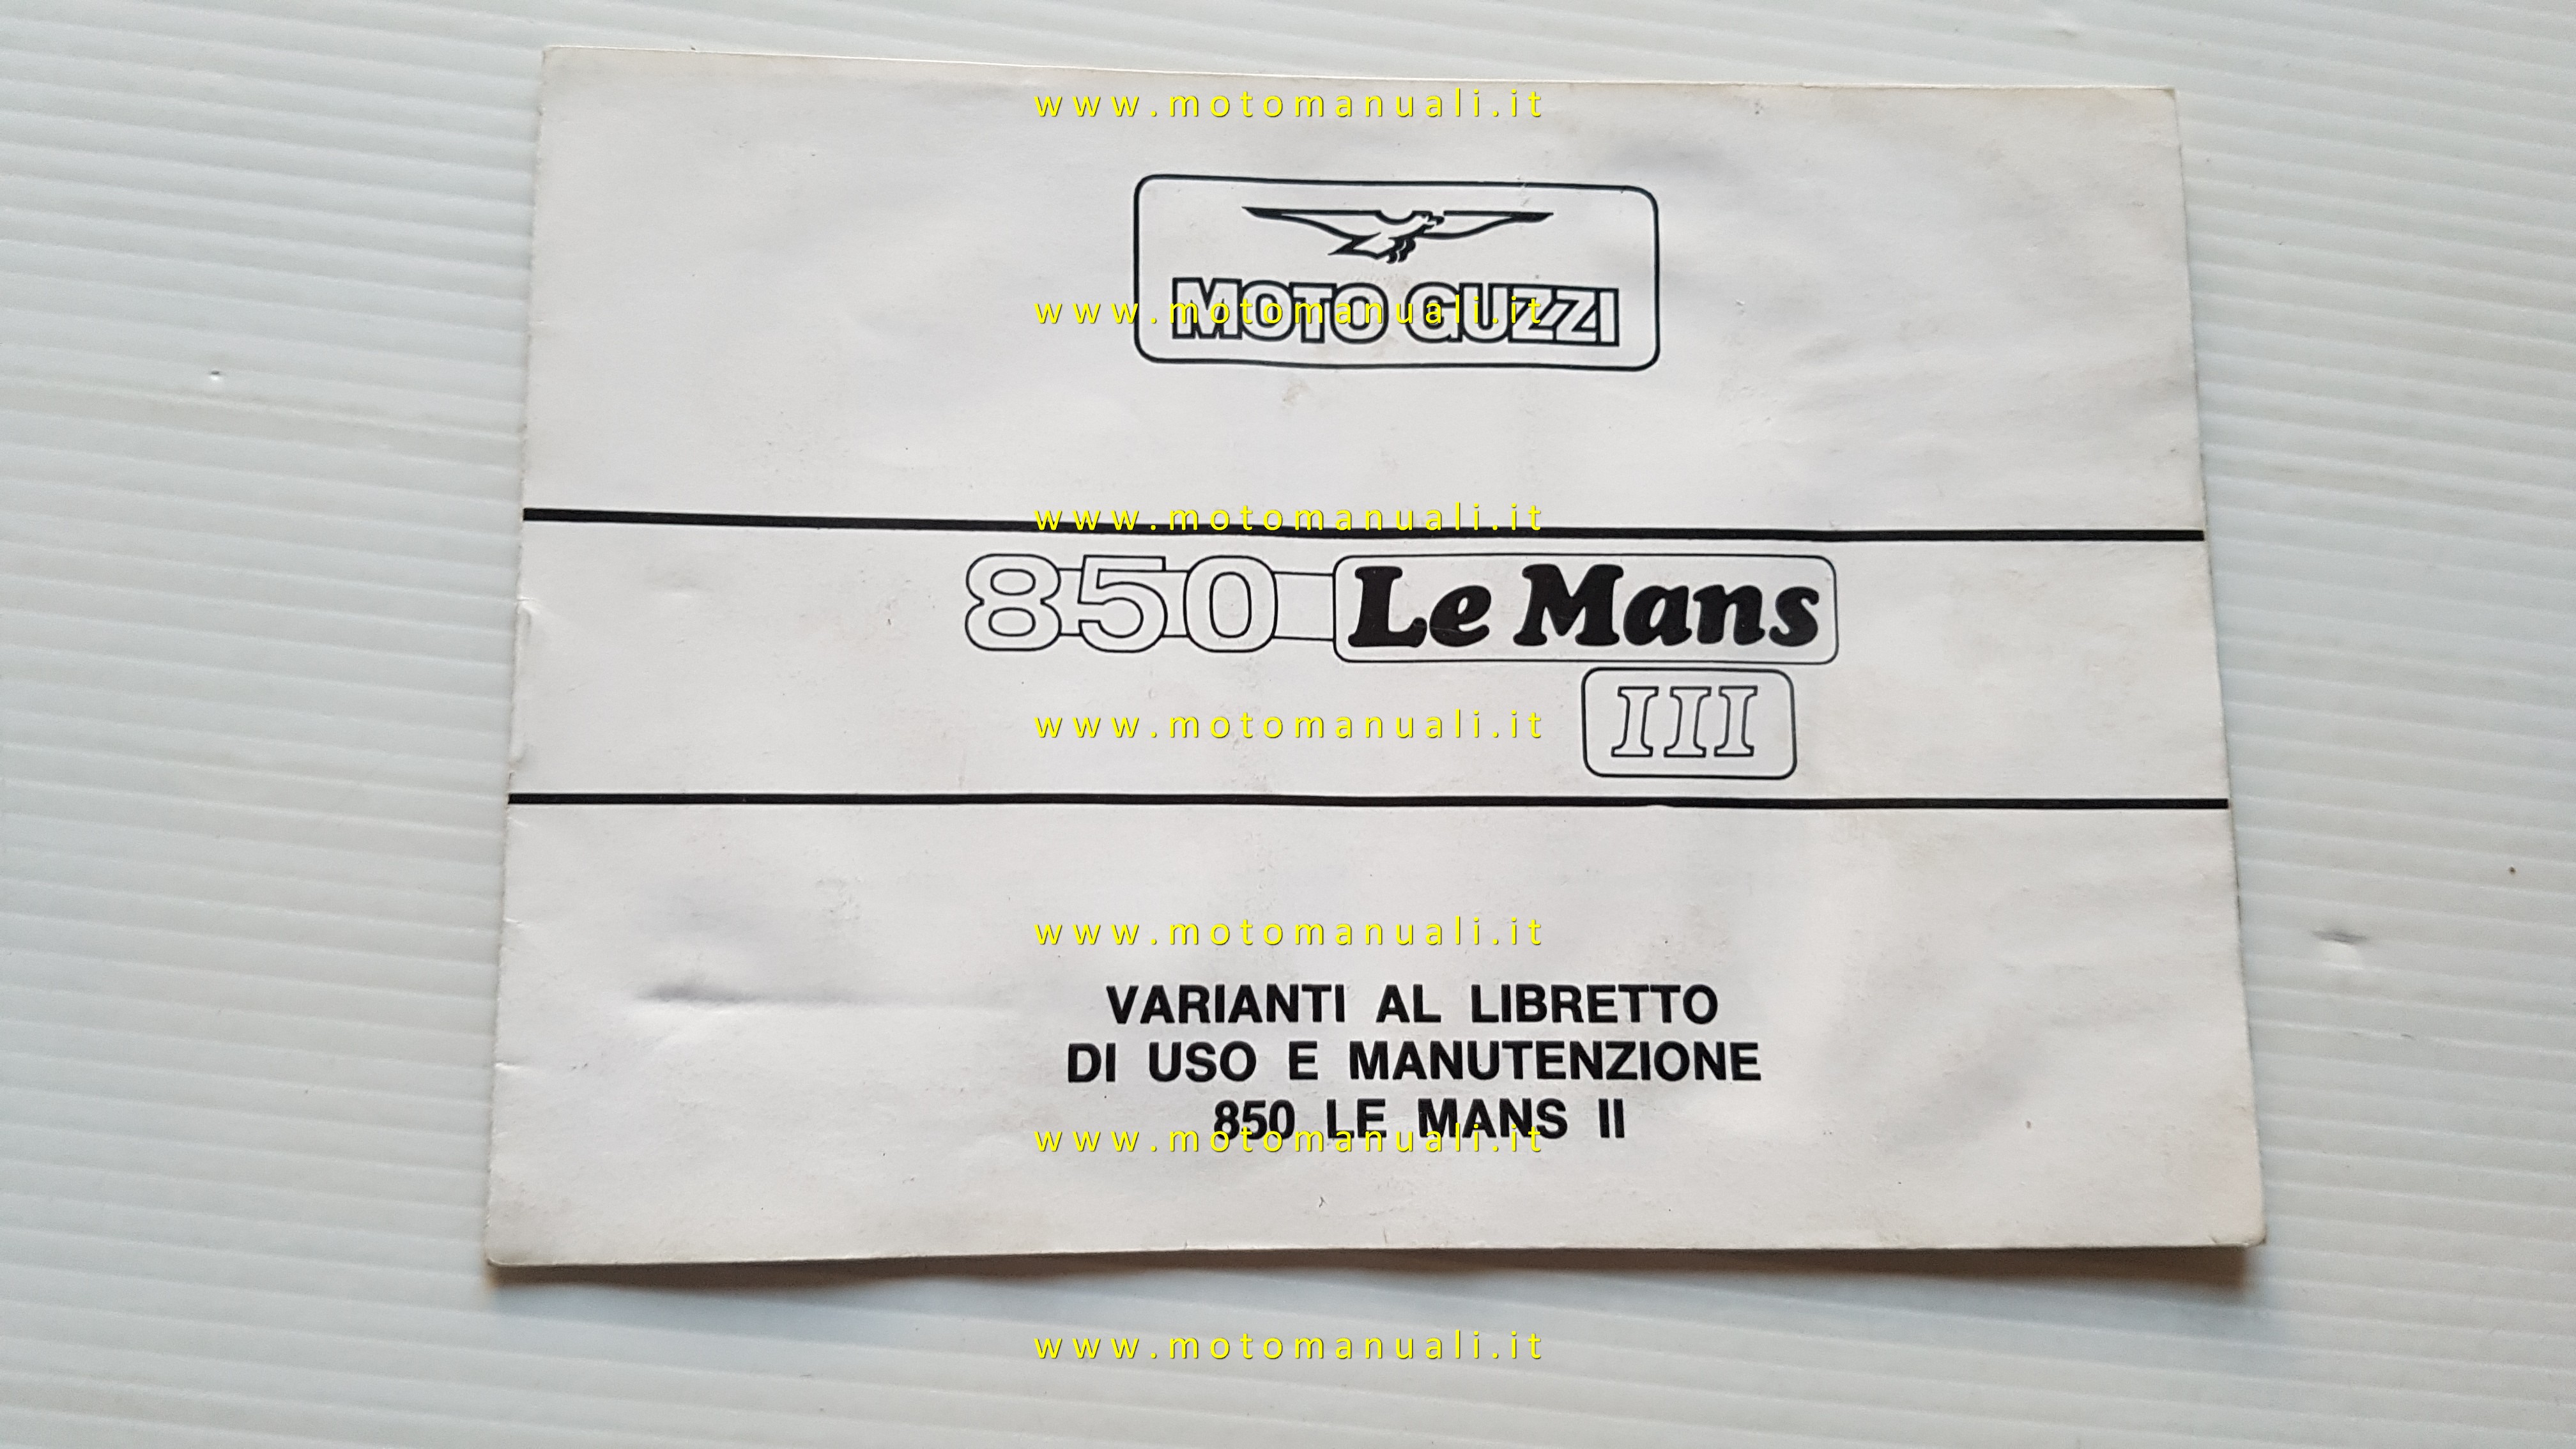 www.motomanuali.it
MOTO GUZZI
www.motomanuali.it
www.motomanuali.it
850 Le Mans
III
www.motomanuali.it
www.motomanuali.it
VARIANTI AL LIBRETTO
DI USO E MANUTENZIONE
850 LE MANS II
www.motomanuali.it
www.motomanuali.it